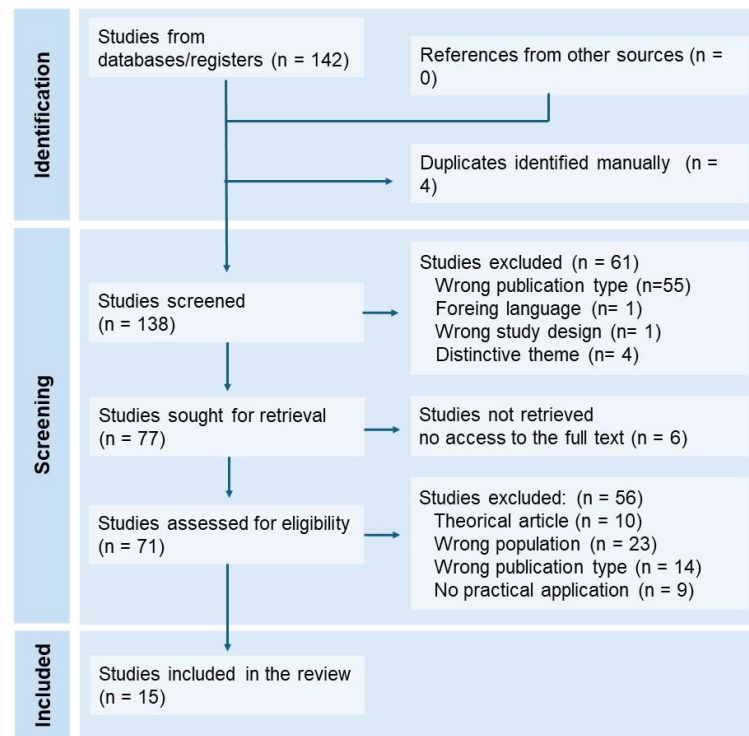 Identification
Studies from
databases/registers (n = 142)
References from other sources (n =
0)
Duplicates identified manually (n =
4)
Screening
Studies screened
(n = 138)
Studies excluded (n = 61)
Wrong publication type (n=55)
Foreing language (n= 1)
Wrong study design (n= 1)
Distinctive theme (n= 4)
Studies sought for retrieval
(n = 77)
Studies not retrieved
no access to the full text (n = 6)
Studies assessed for eligibility
(n = 71)
Studies excluded: (n = 56)
Theorical article (n = 10)
Wrong population (n = 23)
Wrong publication type (n = 14)
No practical application (n = 9)
Included
Studies included in the review
(n = 15)